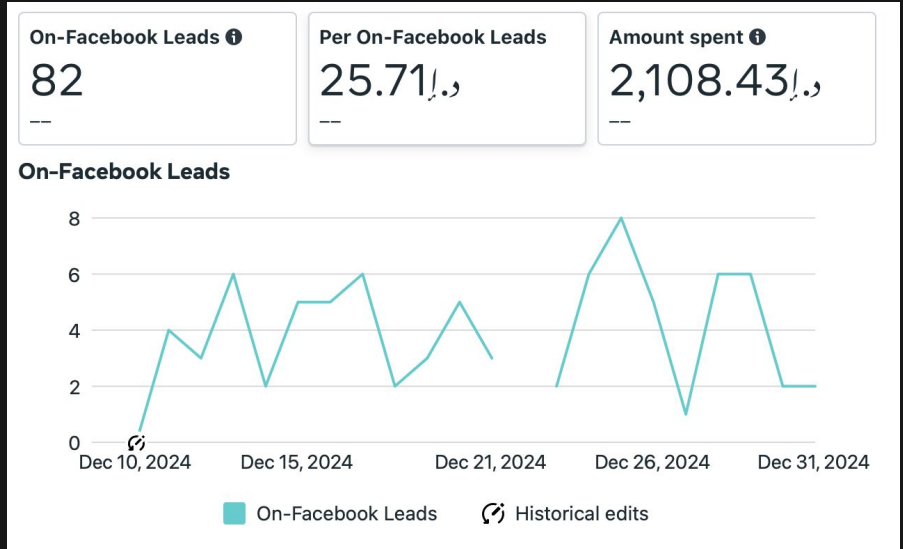 On-Facebook Leads
82
--
Per On-Facebook Leads
25.71د.إ
--
Amount spent
2,108.43د.إ
--
On-Facebook Leads
8
6
4
2
0
Dec 10, 2024 Dec 15, 2024 Dec 21, 2024 Dec 26, 2024 Dec 31, 2024
On-Facebook Leads Historical edits